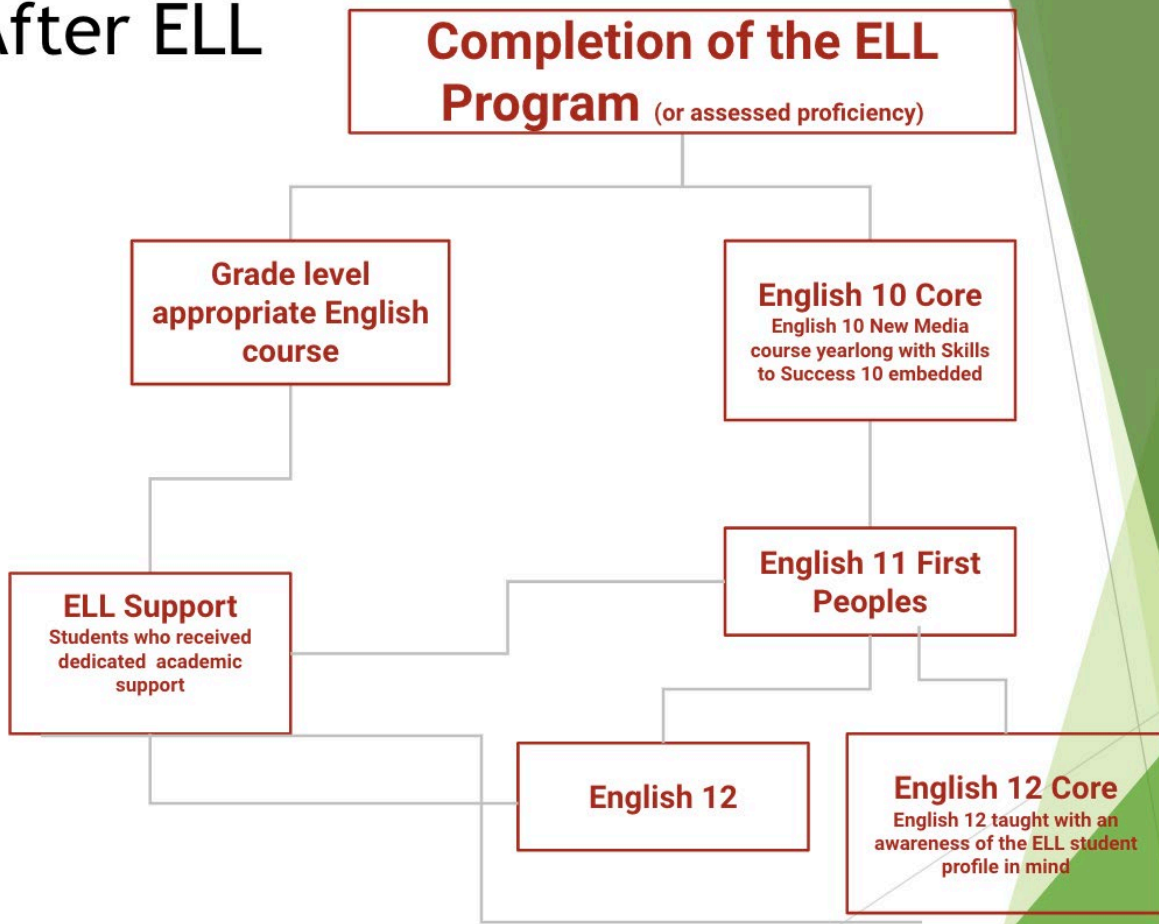 After ELL
Completion of the ELL
Program (or assessed proficiency)
Grade level
appropriate English
course
English 10 Core
English 10 New Media
course yearlong with Skills
to Success 10 embedded
English 11 First
Peoples
ELL Support
Students who received
dedicated academic
support
English 12
English 12 Core
English 12 taught with an
awareness of the ELL student
profile in mind